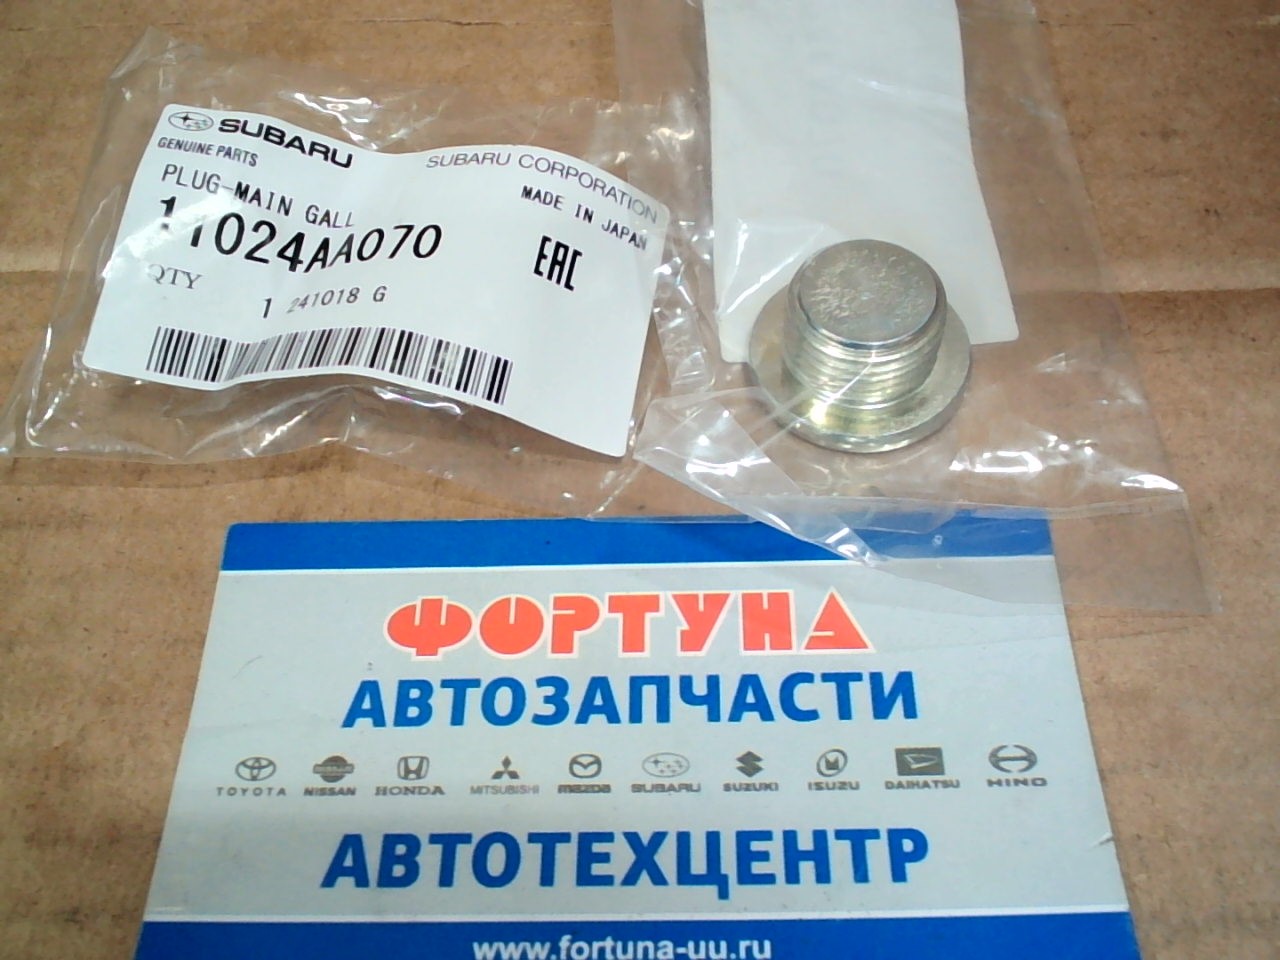 SUBARU
GENUINE PARTS
SUBARU CORPORATION
PLUG-MAIN GALL
MADE IN JAPAN
11024AA070
EAC
QTY
1 241018 G
ФОРТУНА
АВТОЗАПЧАСТИ
TOYOTA NISSAN HONDA MITSUBISHI mazda SUBARU SUZUKI ISUZU DAIHATSU HINO
АВТОТЕХЦЕНТР
www.fortuna-uu.ru